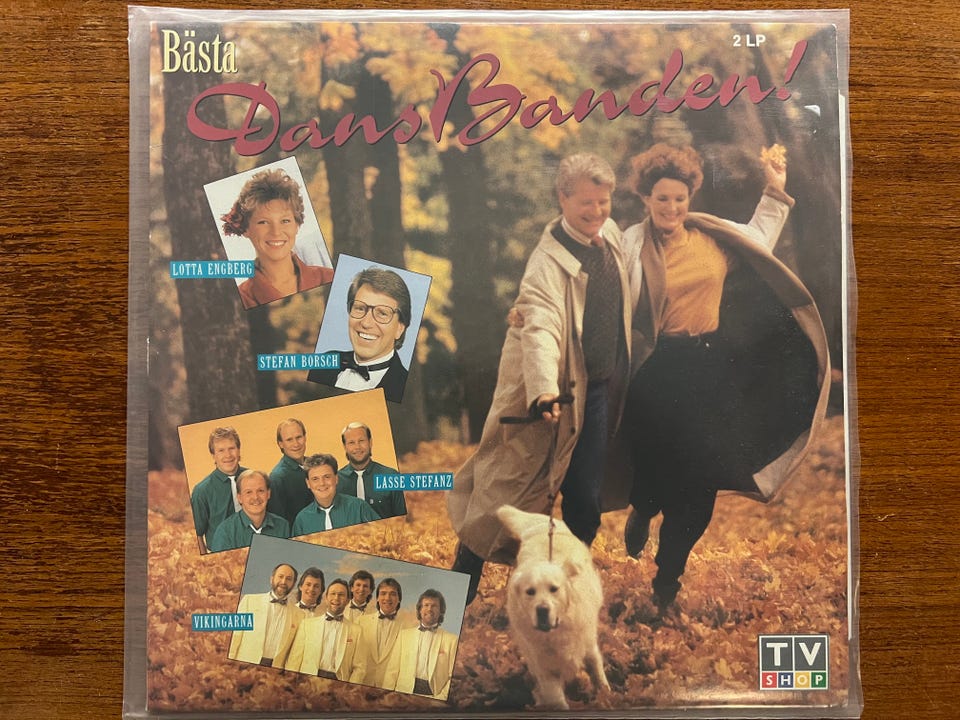 Bästa
2 LP
DansBanden!
LOTTA ENGBERG
STEFAN BORSCH
LASSE STEFANZ
VIKINGARNA
TV
SHOP